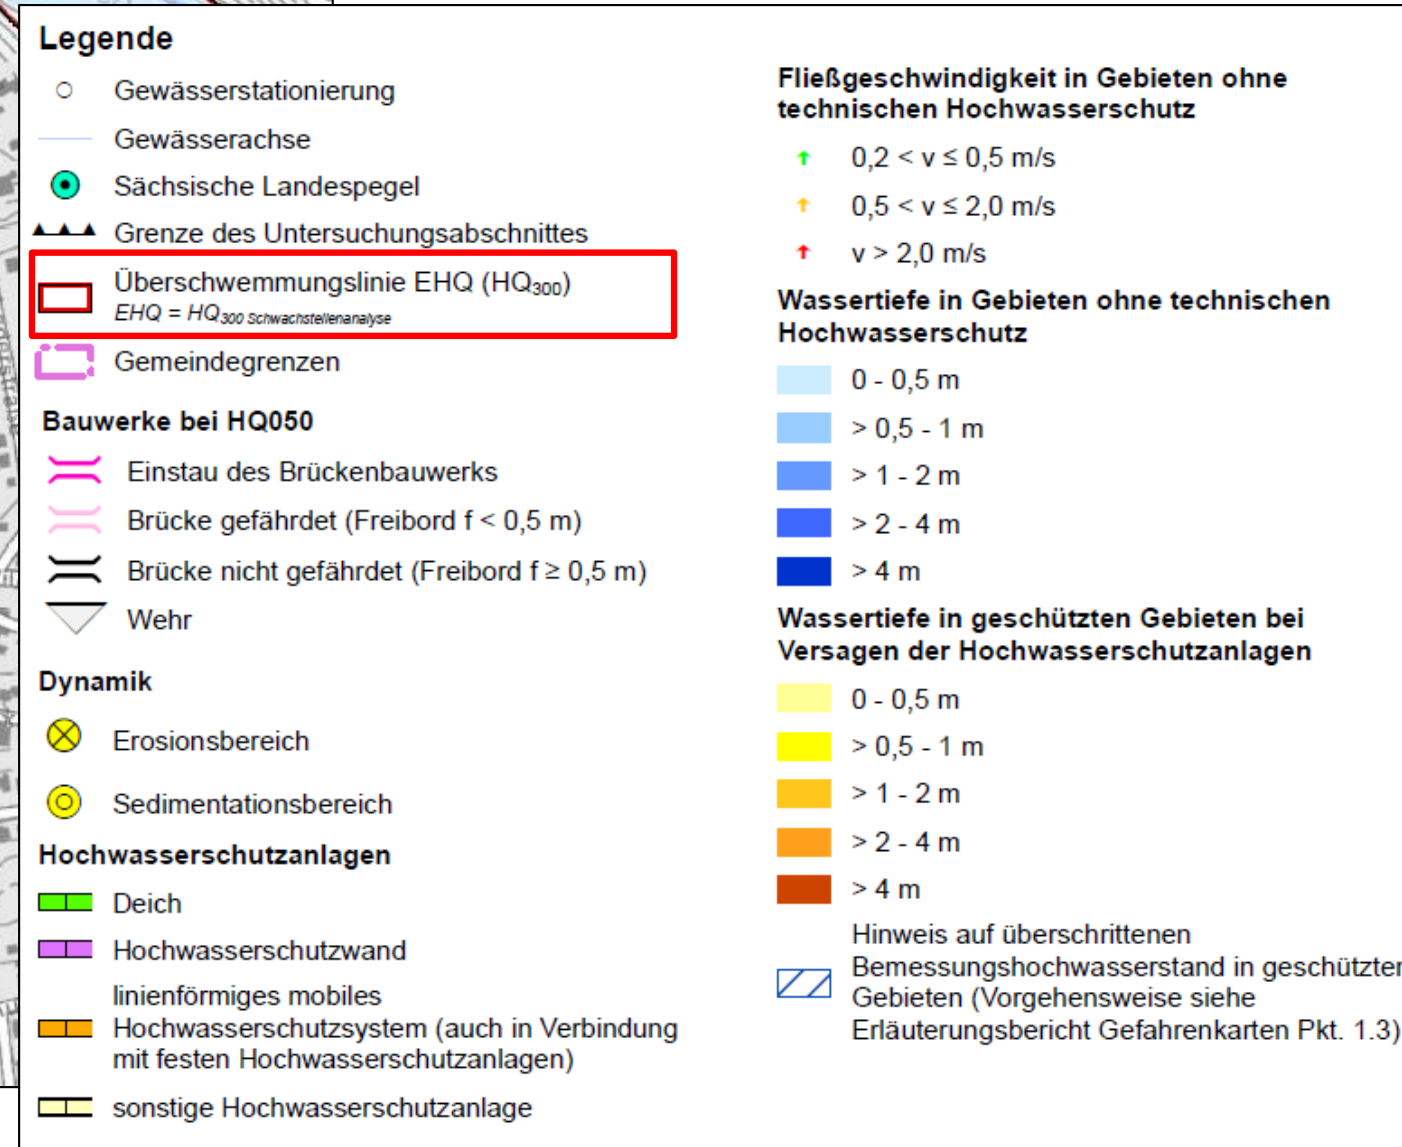 Legende
Gewässerstationierung
Gewässerachse
Sächsische Landespegel
Grenze des Untersuchungsabschnittes
Überschwemmungslinie EHQ (HQ300)
EHQ = HQ300 Schwachstellenanalyse
Gemeindegrenzen
Bauwerke bei HQ050
Einstau des Brückenbauwerks
Brücke gefährdet (Freibord f < 0,5 m)
Brücke nicht gefährdet (Freibord f ≥ 0,5 m)
Wehr
Dynamik
Erosionsbereich
Sedimentationsbereich
Hochwasserschutzanlagen
Deich
Hochwasserschutzwand
linienförmiges mobiles
Hochwasserschutzsystem (auch in Verbindung
mit festen Hochwasserschutzanlagen)
sonstige Hochwasserschutzanlage
Fließgeschwindigkeit in Gebieten ohne
technischen Hochwasserschutz
0,2 < v ≤ 0,5 m/s
0,5 < v ≤ 2,0 m/s
v > 2,0 m/s
Wassertiefe in Gebieten ohne technischen
Hochwasserschutz
0 - 0,5 m
> 0,5 - 1 m
> 1 - 2 m
> 2 - 4 m
> 4 m
Wassertiefe in geschützten Gebieten bei
Versagen der Hochwasserschutzanlagen
0 - 0,5 m
> 0,5 - 1 m
> 1 - 2 m
> 2 - 4 m
> 4 m
Hinweis auf überschrittenen
Bemessungshochwasserstand in geschützten
Gebieten (Vorgehensweise siehe
Erläuterungsbericht Gefahrenkarten Pkt. 1.3)